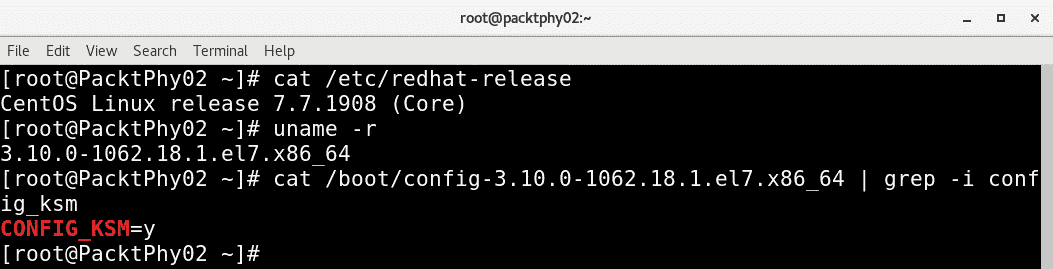 root@packtphy02:~
File Edit View Search Terminal Help
[root@PacktPhy02 ~]# cat /etc/redhat-release
CentOS Linux release 7.7.1908 (Core)
[root@PacktPhy02 ~]# uname -r
3.10.0-1062.18.1.el7.x86_64
[root@PacktPhy02 ~]# cat /boot/config-3.10.0-1062.18.1.el7.x86_64 | grep -i conf
ig_ksm
CONFIG_KSM=y
[root@PacktPhy02 ~]#